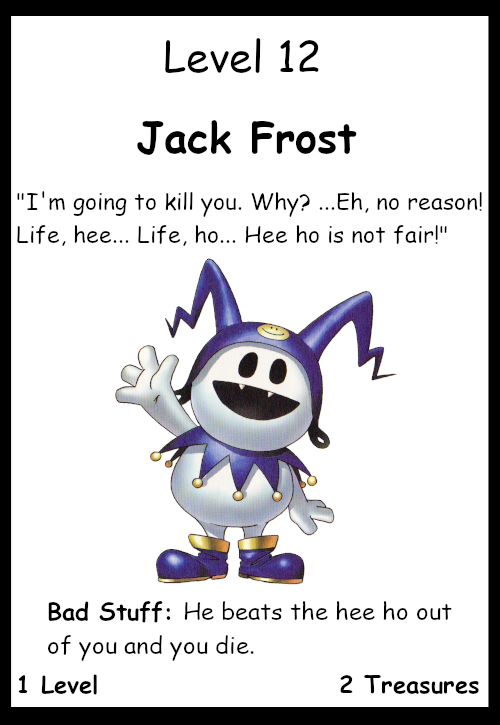 Level 12
Jack Frost
"I'm going to kill you. Why? ...Eh, no reason!
Life, hee... Life, ho... Hee ho is not fair!"
Bad Stuff: He beats the hee ho out
of you and you die.
1 Level 2 Treasures